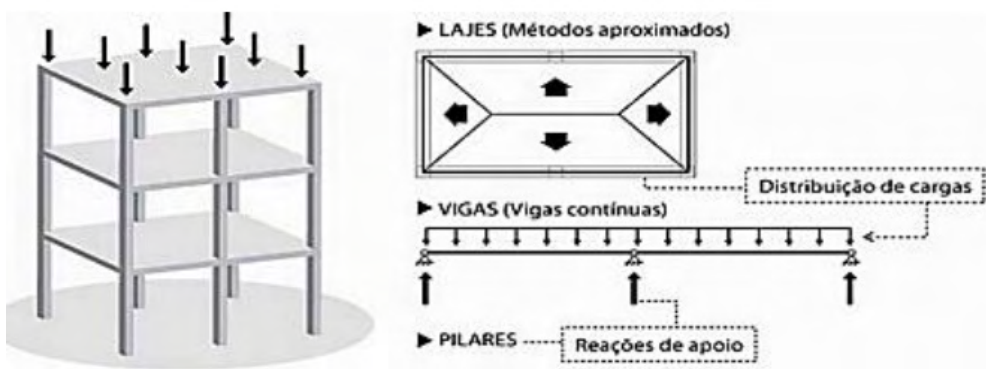 LAJES (Métodos aproximados)
Distribuição de cargas
VIGAS (Vigas contínuas)
PILARES
Reações de apoio